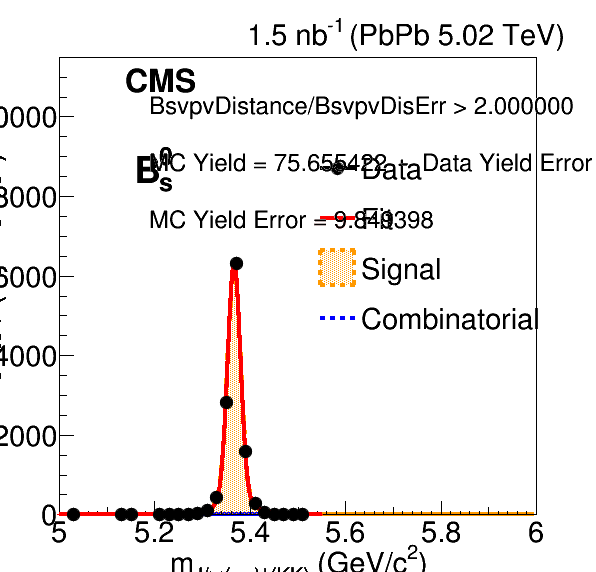 1.5 nb-1 (PbPb 5.02 TeV)
CMS
BsvpvDistance/BsvpvDisErr > 2.000000
B0s
MC Yield = 75.655422 Data Yield Error
Data
MC Yield Error = 9.849398
Fit
Signal
Combinatorial
0000
8000
6000
4000
2000
0
5 5.2 5.4 5.6 5.8 6
(GeV/c2)